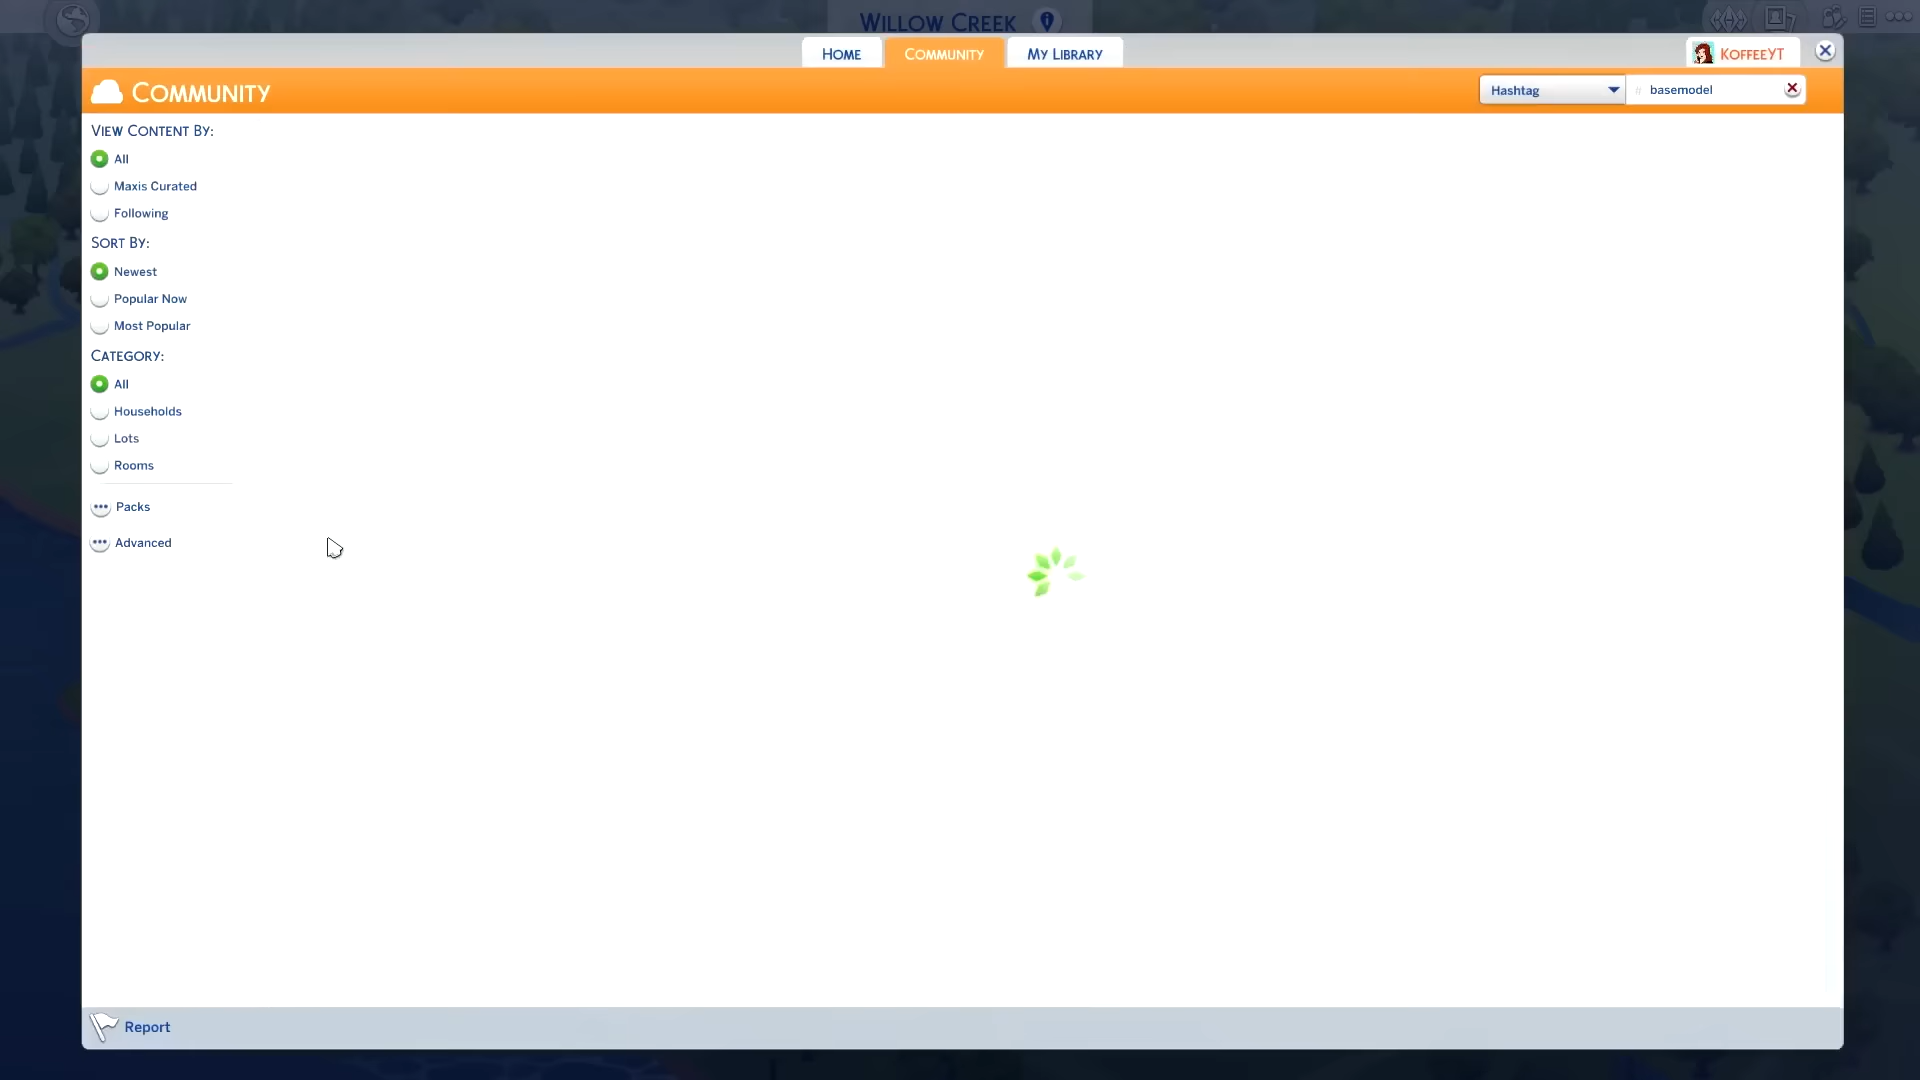 WILLOW CREEK
HOME
COMMUNITY
MY LIBRARY
KOFFEEYT
COMMUNITY
Hashtag
# basemodel
VIEW CONTENT BY:
All
Maxis Curated
Following
SORT BY:
Newest
Popular Now
Most Popular
CATEGORY:
All
Households
Lots
Rooms
Packs
Advanced
Report